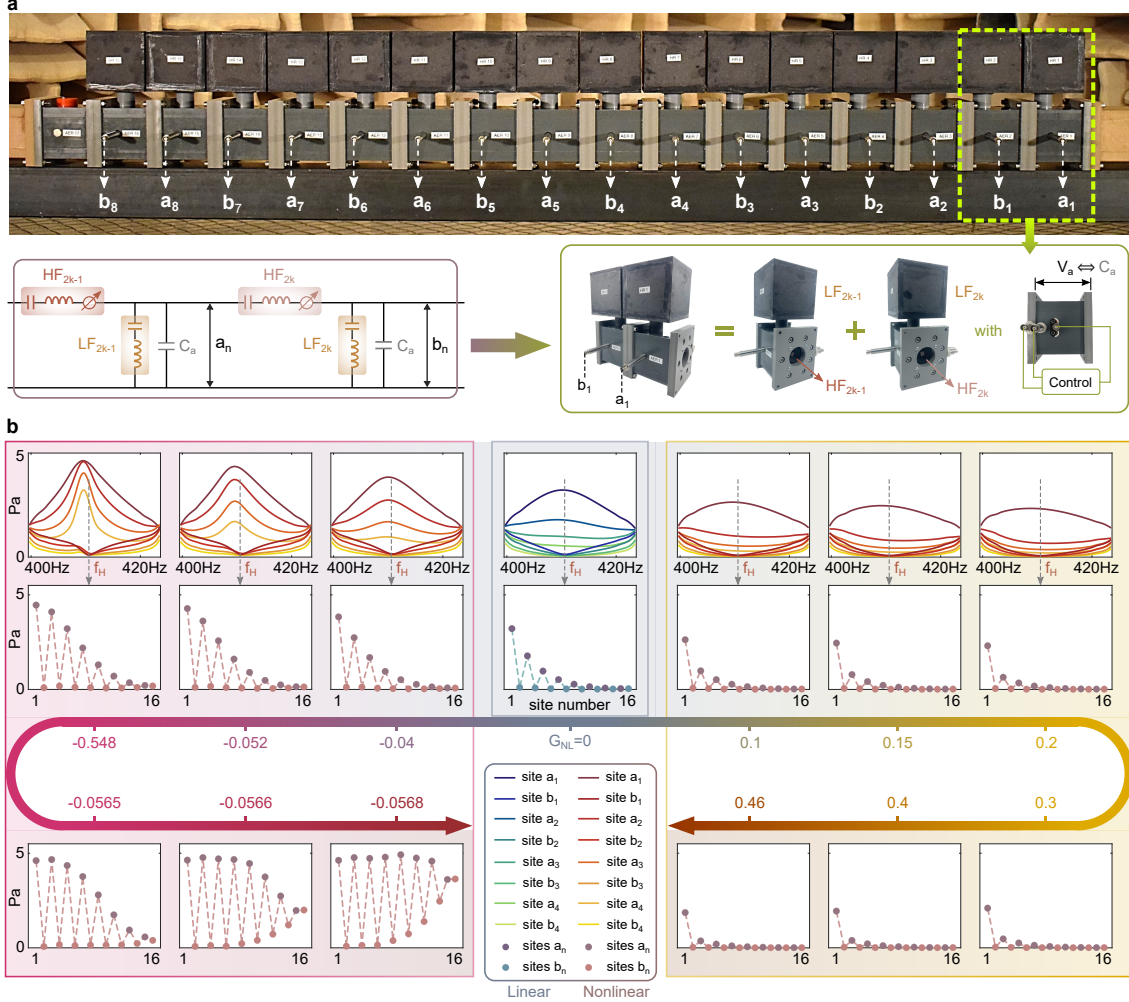 a
b8 a8 b7 a7 b6 a6 b5 a5 b4 a4 b3 a3 b2 a2 b1 a1
HF2k-1 HF2k
LF2k-1 Ca an LF2k Ca bn
b1 a1
=
LF2k-1
HF2k-1
+
LF2k
HF2k
with
Va ⇔ Ca
Control
b
5
Pa
0
400Hz fH 420Hz
400Hz fH 420Hz
400Hz fH 420Hz
400Hz fH 420Hz
400Hz fH 420Hz
400Hz fH 420Hz
400Hz fH 420Hz
5
Pa
0
1 16
1 16
1 16
1 16
site number
1 16
1 16
1 16
-0.548 -0.052 -0.04 GNL=0 0.1 0.15 0.2
-0.0565 -0.0566 -0.0568 0.46 0.4 0.3
site a1 site a1
site b1 site b1
site a2 site a2
site b2 site b2
site a3 site a3
site b3 site b3
site a4 site a4
site b4 site b4
sites an sites an
sites bn sites bn
Linear Nonlinear
5
Pa
0
1 16
1 16
1 16
1 16
1 16
1 16